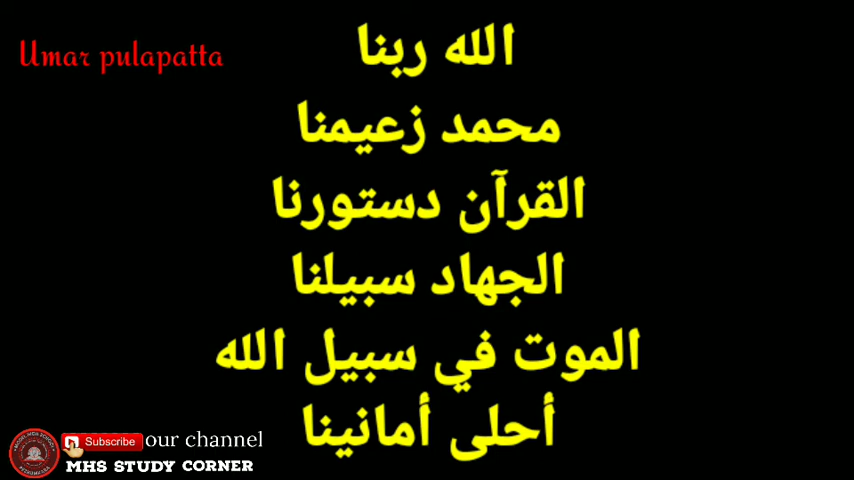 Umar pulapatta
الله ربنا
محمد زعيمنا
القرآن دستورنا
الجهاد سبيلنا
الموت في سبيل الله
أحلى أمانينا
Subscribe our channel
MHS STUDY CORNER